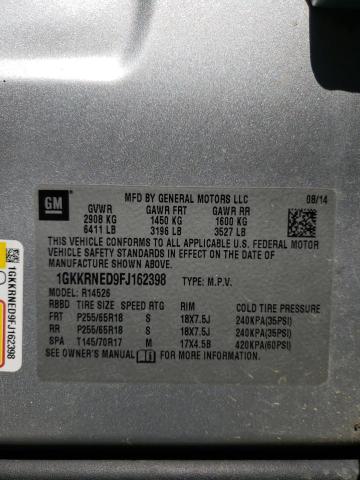 GM
MFD BY GENERAL MOTORS LLC
08/14
GVWR GAWR FRT GAWR RR
2908 KG 1450 KG 1600 KG
6411 LB 3196 LB 3527 LB
THIS VEHICLE CONFORMS TO ALL APPLICABLE U.S. FEDERAL MOTOR VEHICLE
SAFETY STANDARDS IN EFFECT ON THE DATE OF
MANUFACTURE SHOWN ABOVE.
1GKKRNED9FJ162398 TYPE: M.P.V.
MODEL: R14526
RBBD TIRE SIZE SPEED RTG RIM COLD TIRE PRESSURE
FRT P255/65R18 S 18X7.5J 240KPA(35PSI)
RR P255/65R18 S 18X7.5J 240KPA(35PSI)
SPA T145/70R17 M 17X4.5B 420KPA(60PSI)
SEE OWNER'S MANUAL FOR MORE INFORMATION.
1GKKRNED9FJ162398